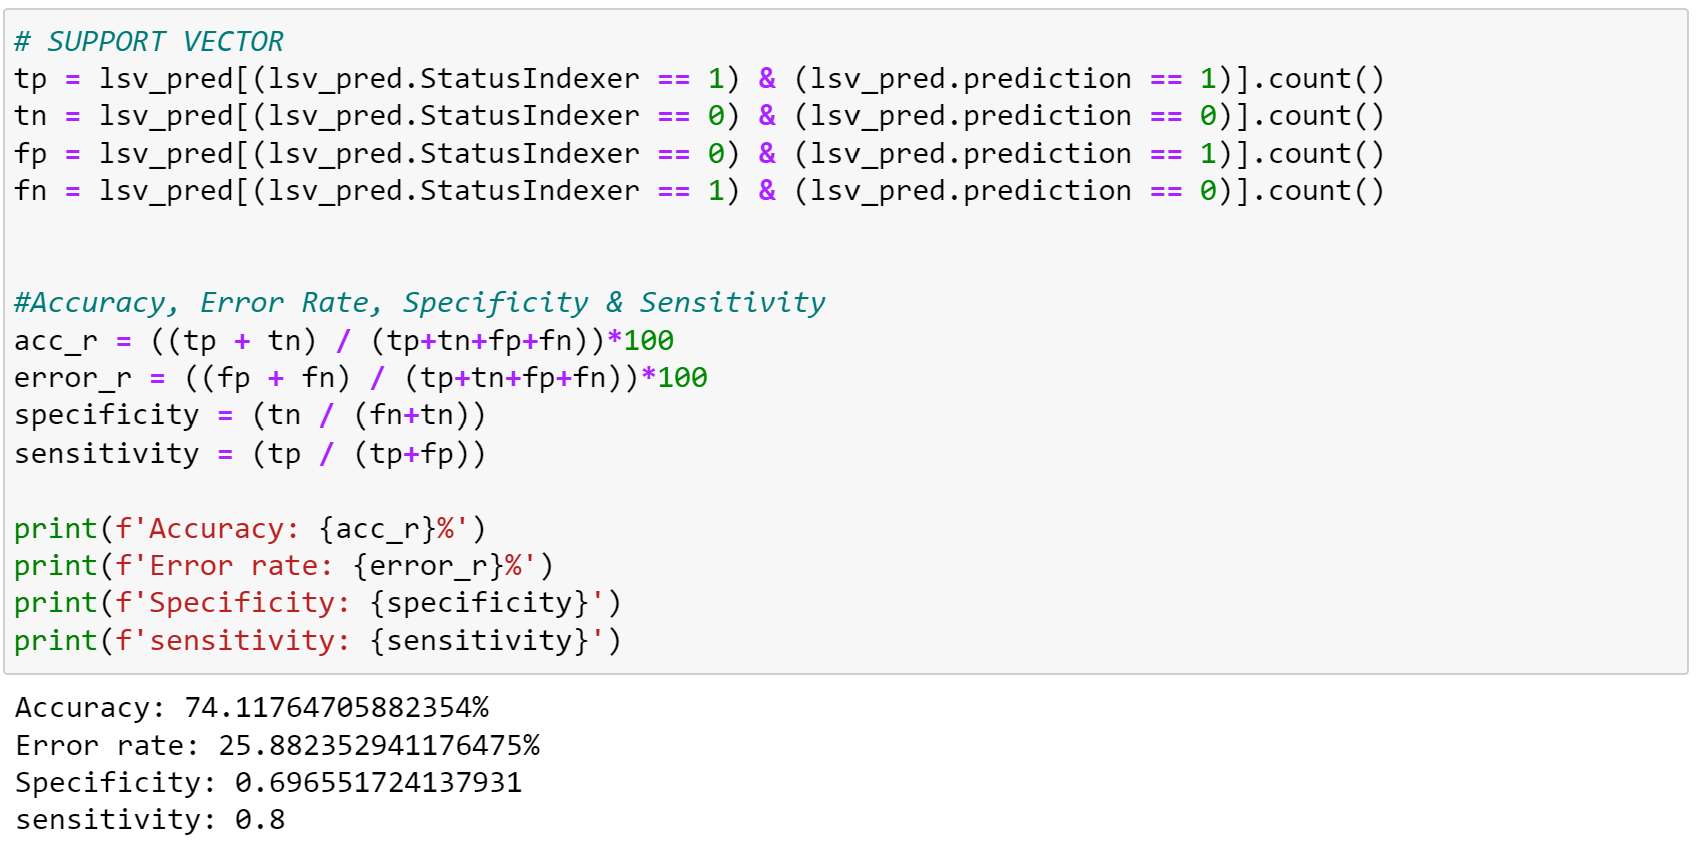 # SUPPORT VECTOR
tp = lsv_pred[(lsv_pred.StatusIndexer == 1) & (lsv_pred.prediction == 1)].count()
tn = lsv_pred[(lsv_pred.StatusIndexer == 0) & (lsv_pred.prediction == 0)].count()
fp = lsv_pred[(lsv_pred.StatusIndexer == 0) & (lsv_pred.prediction == 1)].count()
fn = lsv_pred[(lsv_pred.StatusIndexer == 1) & (lsv_pred.prediction == 0)].count()
#Accuracy, Error Rate, Specificity & Sensitivity
acc_r = ((tp + tn) / (tp+tn+fp+fn))*100
error_r = ((fp + fn) / (tp+tn+fp+fn))*100
specificity = (tn / (fn+tn))
sensitivity = (tp / (tp+fp))
print(f'Accuracy: {acc_r}%')
print(f'Error rate: {error_r}%')
print(f'Specificity: {specificity}')
print(f'sensitivity: {sensitivity}')
Accuracy: 74.11764705882354%
Error rate: 25.882352941176475%
Specificity: 0.696551724137931
sensitivity: 0.8